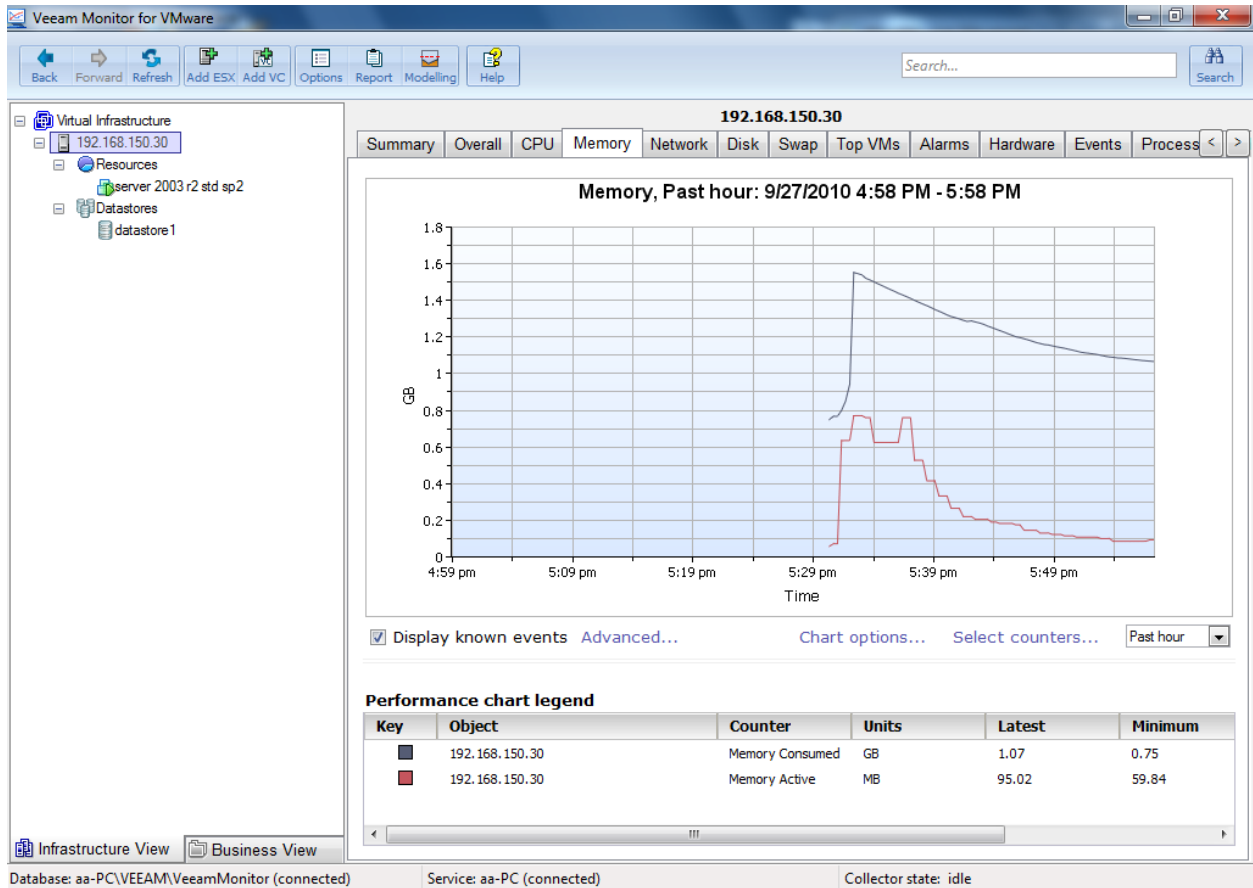 Veeam Monitor for VMware
Back Forward Refresh Add ESX Add VC Options Report Modelling Help Search... Search
Virtual Infrastructure
192.168.150.30
Resources
server 2003 r2 std sp2
Datastores
datastore1
192.168.150.30
Summary Overall CPU Memory Network Disk Swap Top VMs Alarms Hardware Events Process < >
Memory, Past hour: 9/27/2010 4:58 PM - 5:58 PM
1.8
1.6
1.4
1.2
1
0.8
0.6
0.4
0.2
0
GB
4:59 pm 5:09 pm 5:19 pm 5:29 pm 5:39 pm 5:49 pm
Time
Display known events Advanced... Chart options... Select counters... Past hour
Performance chart legend
Key Object Counter Units Latest Minimum
192.168.150.30 Memory Consumed GB 1.07 0.75
192.168.150.30 Memory Active MB 95.02 59.84
Infrastructure View Business View
Database: aa-PC\VEEAM\VeeamMonitor (connected) Service: aa-PC (connected) Collector state: idle